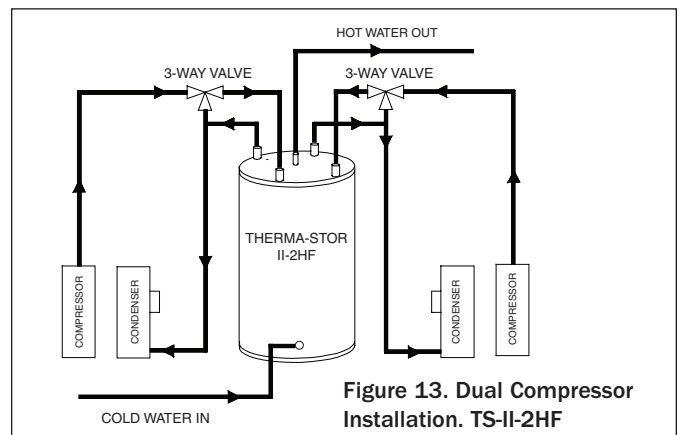 HOT WATER OUT
3-WAY VALVE
3-WAY VALVE
THERMA-STOR
II-2HF
COMPRESSOR
CONDENSER
CONDENSER
COMPRESSOR
COLD WATER IN
Figure 13. Dual Compressor
Installation. TS-II-2HF